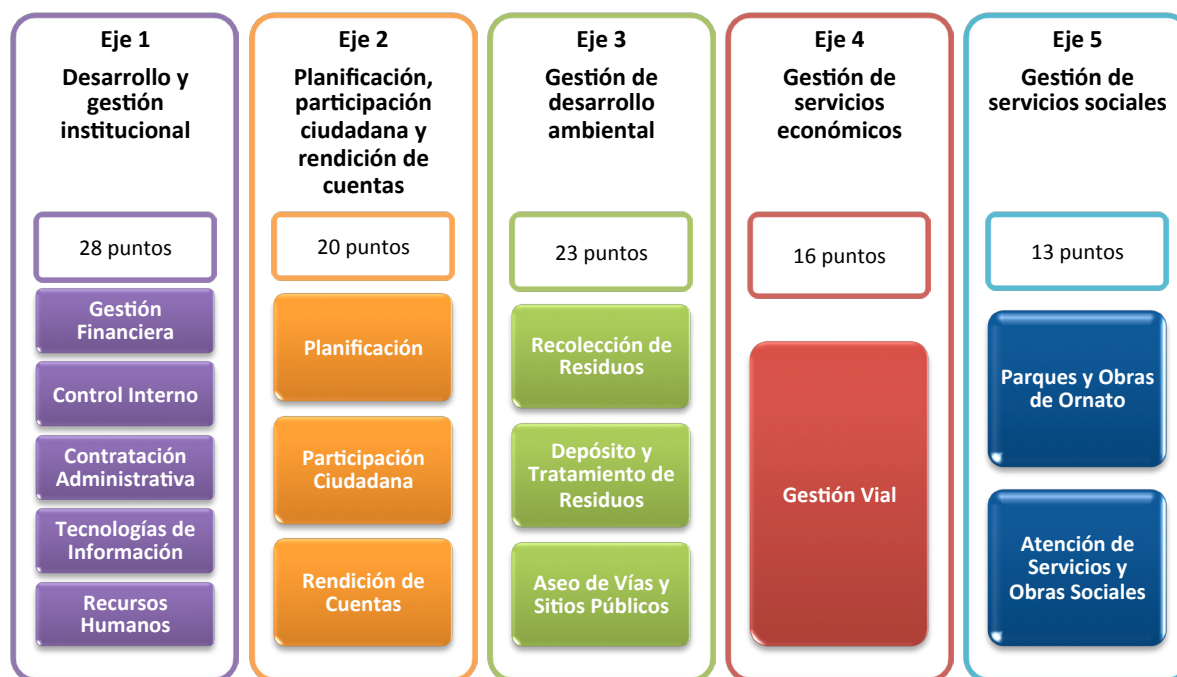 Eje 1
Desarrollo y
gestión
institucional
28 puntos
Gestión
Financiera
Control Interno
Contratación
Administrativa
Tecnologías de
Información
Recursos
Humanos
Eje 2
Planificación,
participación
ciudadana y
rendición de
cuentas
20 puntos
Planificación
Participación
Ciudadana
Rendición de
Cuentas
Eje 3
Gestión de
desarrollo
ambiental
23 puntos
Recolección de
Residuos
Depósito y
Tratamiento de
Residuos
Aseo de Vías y
Sitios Públicos
Eje 4
Gestión de
servicios
económicos
16 puntos
Gestión Vial
Eje 5
Gestión de
servicios sociales
13 puntos
Parques y Obras
de Ornato
Atención de
Servicios y
Obras Sociales